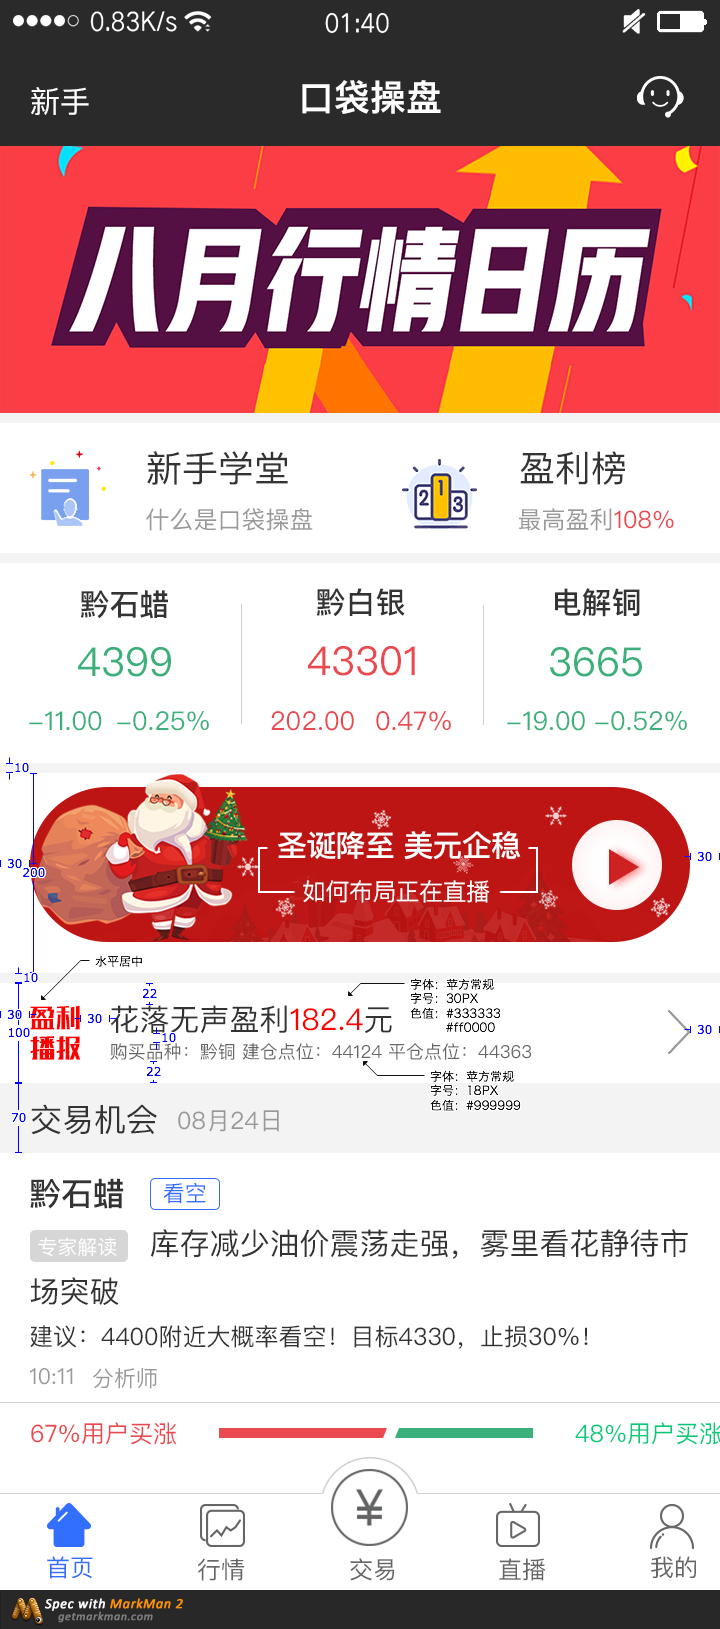 0.83K/s 01:40
新手 口袋操盘
八月行情日历
新手学堂
什么是口袋操盘
盈利榜
最高盈利108%
1
2
3
黔石蜡 黔白银 电解铜
4399 43301 3665
-11.00 -0.25% 202.00 0.47% -19.00 -0.52%
10
圣诞降至 美元企稳
如何布局正在直播
30
200
30
水平居中
10
字体：苹方常规
字号：30PX
色值：#333333
#ff0000
22
30
盈利
播报
30
花落无声盈利182.4元
30
100
10
购买品种：黔铜 建仓点位：44124 平仓点位：44363
22
字体：苹方常规
字号：18PX
色值：#999999
70
交易机会 08月24日
黔石蜡 看空
专家解读 库存减少油价震荡走强，雾里看花静待市
场突破
建议：4400附近大概率看空！目标4330，止损30%！
10:11 分析师
67%用户买涨 48%用户买涨
¥
首页 行情 交易 直播 我的
Spec with MarkMan 2
getmarkman.com